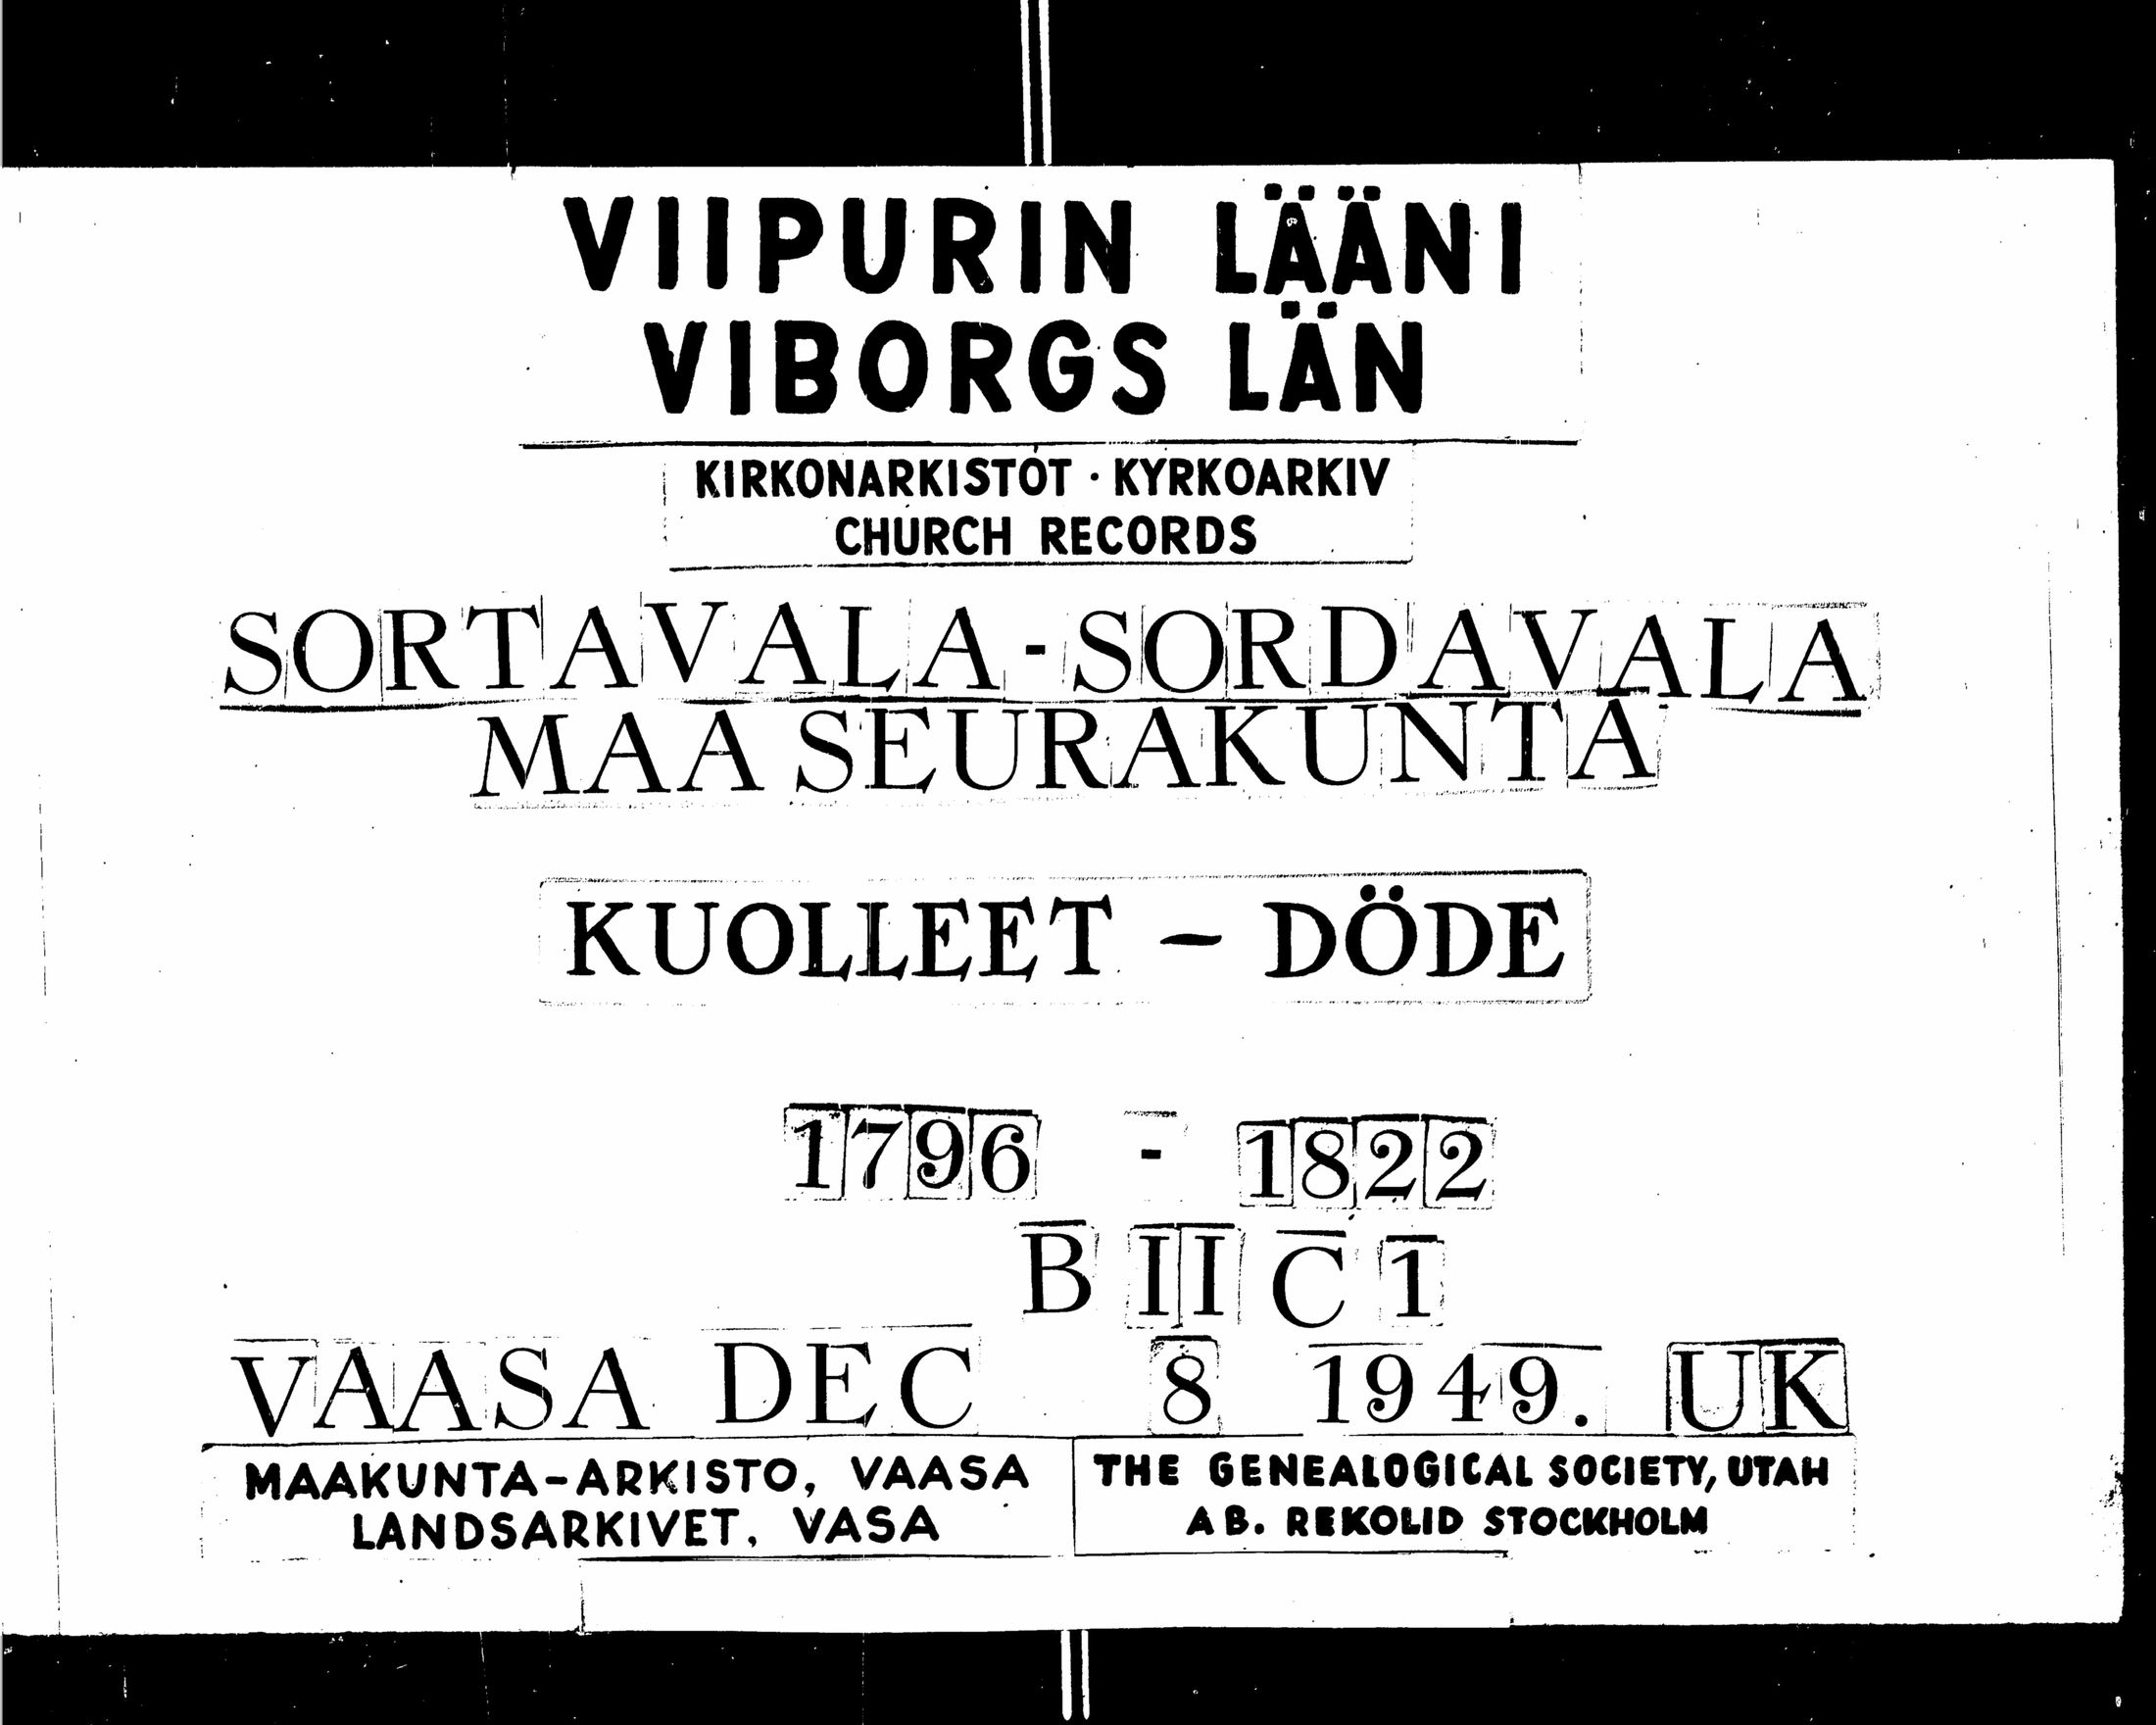 VIIPURIN LÄÄNI
VIBORGS LÄN
KIRKONARKISTOT · KYRKOARKIV
CHURCH RECORDS
SORTAVALA-SORDAVALA
MAA SEURAKUNTA
KUOLLEET – DÖDE
1796 - 1822
B II C 1
VAASA DEC 8 1949. UK
MAAKUNTA-ARKISTO, VAASA
LANDSARKIVET, VASA
THE GENEALOGICAL SOCIETY, UTAH
AB. REKOLID STOCKHOLM